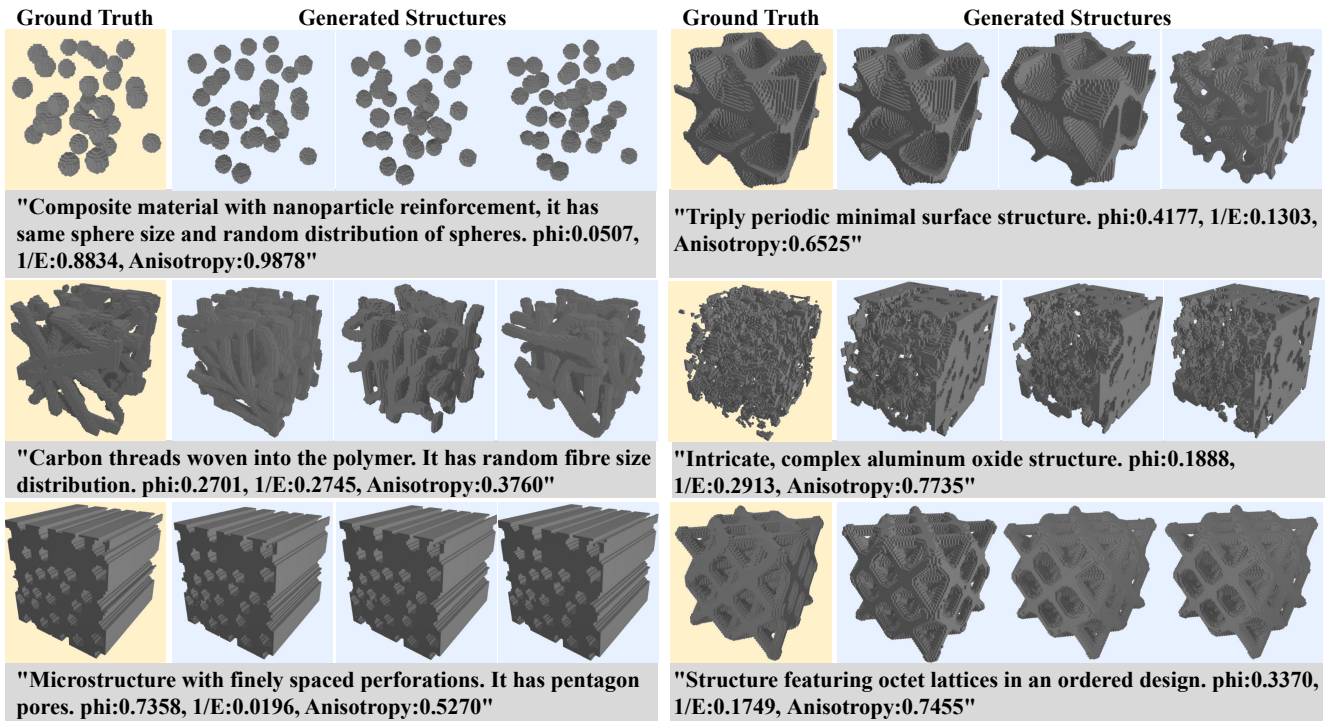 Ground Truth
Generated Structures
Ground Truth
Generated Structures
"Composite material with nanoparticle reinforcement, it has
same sphere size and random distribution of spheres. phi:0.0507,
1/E:0.8834, Anisotropy:0.9878"
"Triply periodic minimal surface structure. phi:0.4177, 1/E:0.1303,
Anisotropy:0.6525"
"Carbon threads woven into the polymer. It has random fibre size
distribution. phi:0.2701, 1/E:0.2745, Anisotropy:0.3760"
"Intricate, complex aluminum oxide structure. phi:0.1888,
1/E:0.2913, Anisotropy:0.7735"
"Microstructure with finely spaced perforations. It has pentagon
pores. phi:0.7358, 1/E:0.0196, Anisotropy:0.5270"
"Structure featuring octet lattices in an ordered design. phi:0.3370,
1/E:0.1749, Anisotropy:0.7455"